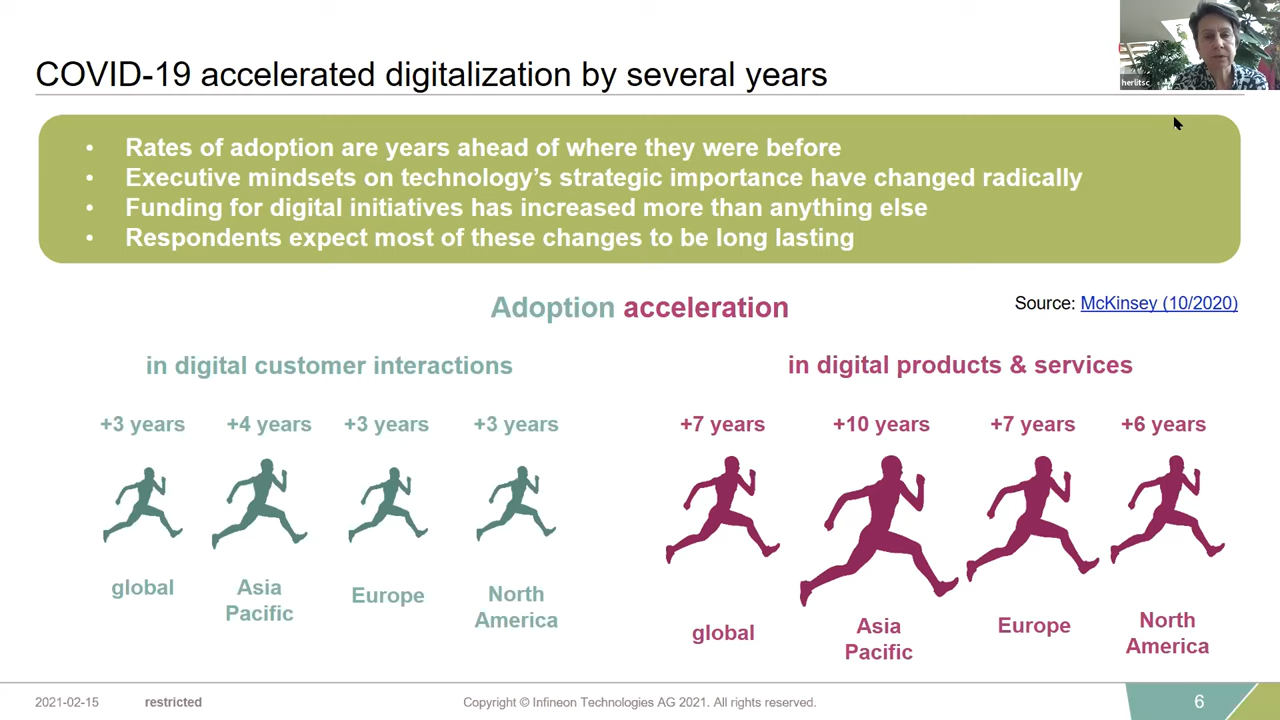 COVID-19 accelerated digitalization by several years
herlitsc
• Rates of adoption are years ahead of where they were before
• Executive mindsets on technology’s strategic importance have changed radically
• Funding for digital initiatives has increased more than anything else
• Respondents expect most of these changes to be long lasting
Adoption acceleration
Source: McKinsey (10/2020)
in digital customer interactions
+3 years +4 years +3 years +3 years
global
Asia
Pacific
Europe
North
America
in digital products & services
+7 years +10 years +7 years +6 years
global
Asia
Pacific
Europe
North
America
2021-02-15 restricted Copyright © Infineon Technologies AG 2021. All rights reserved. 6